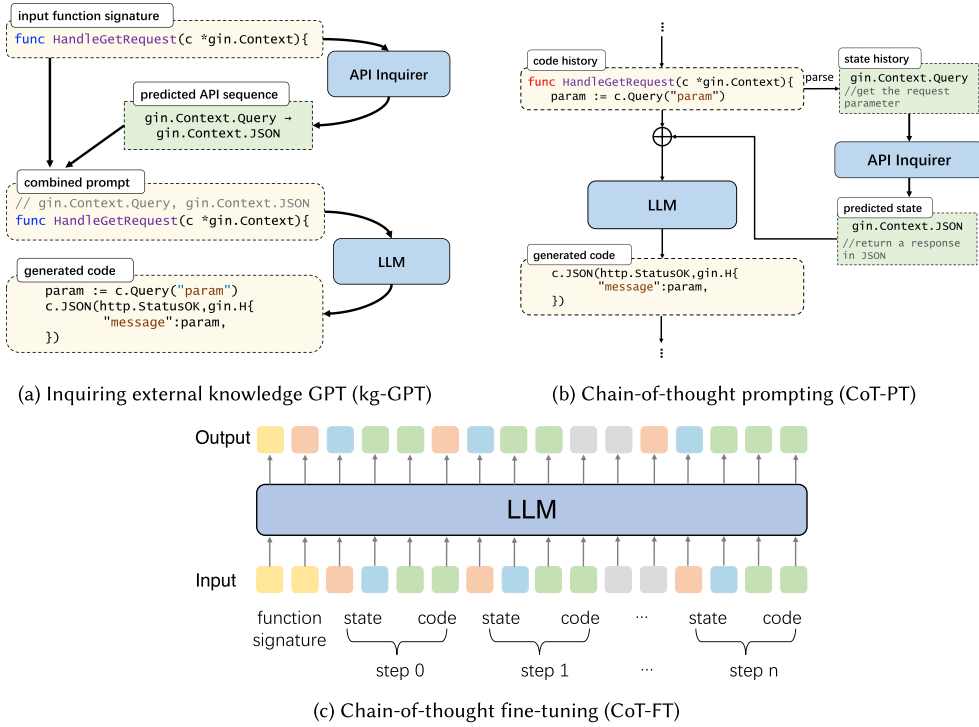 input function signature
func HandleGetRequest(c *gin.Context){
API Inquirer
predicted API sequence
gin.Context.Query →
gin.Context.JSON
combined prompt
// gin.Context.Query, gin.Context.JSON
func HandleGetRequest(c *gin.Context){
LLM
generated code
param := c.Query("param")
c.JSON(http.StatusOK,gin.H{
"message":param,
})
(a) Inquiring external knowledge GPT (kg-GPT)
⋮
code history
func HandleGetRequest(c *gin.Context){
param := c.Query("param")
parse
state history
gin.Context.Query
//get the request
parameter
API Inquirer
predicted state
gin.Context.JSON
//return a response
in JSON
LLM
generated code
c.JSON(http.StatusOK,gin.H{
"message":param,
})
⋮
(b) Chain-of-thought prompting (CoT-PT)
Output
LLM
Input
function
signature
state code state code ... state code
step 0 step 1 ... step n
(c) Chain-of-thought fine-tuning (CoT-FT)